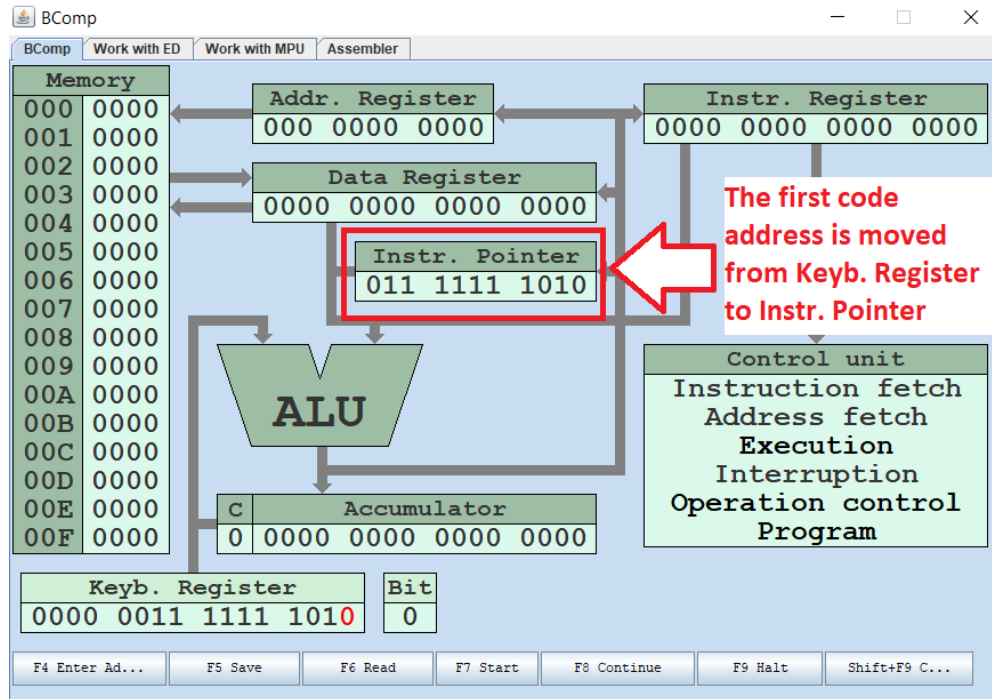 BComp
BComp Work with ED Work with MPU Assembler
Memory
000 0000
001 0000
002 0000
003 0000
004 0000
005 0000
006 0000
007 0000
008 0000
009 0000
00A 0000
00B 0000
00C 0000
00D 0000
00E 0000
00F 0000
Addr. Register
000 0000 0000
Instr. Register
0000 0000 0000 0000
Data Register
0000 0000 0000 0000
Instr. Pointer
011 1111 1010
The first code
address is moved
from Keyb. Register
to Instr. Pointer
ALU
Control unit
Instruction fetch
Address fetch
Execution
Interruption
Operation control
Program
C Accumulator
0 0000 0000 0000 0000
Keyb. Register
0000 0011 1111 1010
Bit
0
F4 Enter Ad... F5 Save F6 Read F7 Start F8 Continue F9 Halt Shift+F9 C...